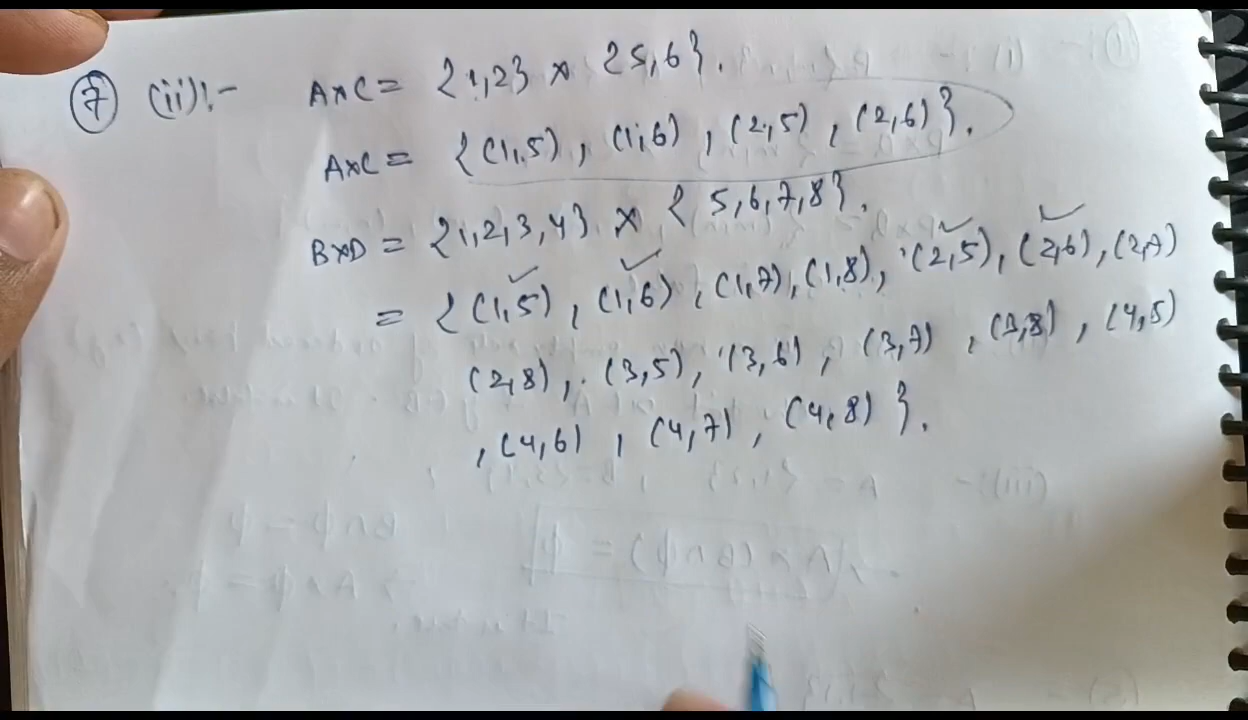 ⑦ (ii):- A×C = {1,2} × {5,6}.
A×C = {(1,5), (1,6), (2,5), (2,6)}.
B×D = {1,2,3,4} × {5,6,7,8}.
= {(1,5), (1,6), (1,7), (1,8), (2,5), (2,6), (2,7)
(2,8), (3,5), (3,6), (3,7), (3,8), (4,5)
, (4,6), (4,7), (4,8)}.